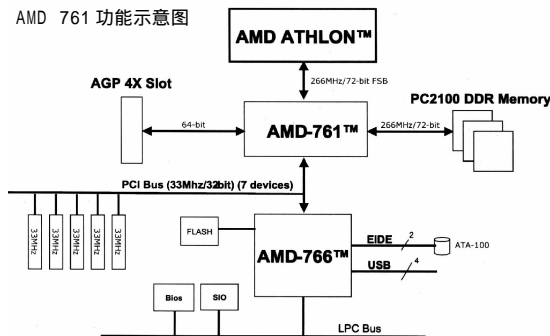 AMD 761 功能示意图
AMD ATHLON™
266MHz/72-bit FSB
AGP 4X Slot
PC2100 DDR Memory
64-bit
AMD-761™
266MHz/72-bit
PCI Bus (33Mhz/32bit) (7 devices)
33MHz
33MHz
33MHz
33MHz
33MHz
FLASH
AMD-766™
EIDE
2
ATA-100
USB
4
Bios
SIO
LPC Bus